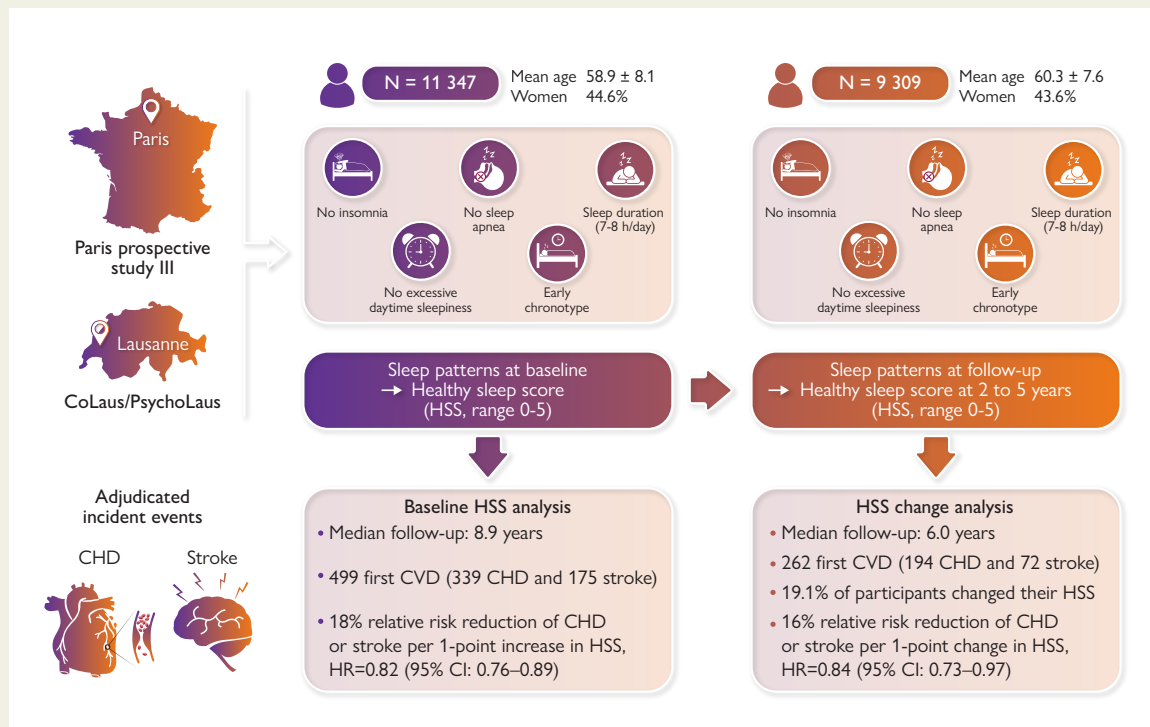 Paris
Paris prospective
study III
Lausanne
CoLaus/PsychoLaus
N = 11 347
Mean age 58.9 ± 8.1
Women 44.6%
No insomnia
No sleep
apnea
Sleep duration
(7-8 h/day)
No excessive
daytime sleepiness
Early
chronotype
N = 9 309
Mean age 60.3 ± 7.6
Women 43.6%
No insomnia
No sleep
apnea
Sleep duration
(7-8 h/day)
No excessive
daytime sleepiness
Early
chronotype
Sleep patterns at baseline
→ Healthy sleep score
(HSS, range 0-5)
Sleep patterns at follow-up
→ Healthy sleep score at 2 to 5 years
(HSS, range 0-5)
Adjudicated
incident events
CHD
Stroke
Baseline HSS analysis
• Median follow-up: 8.9 years
• 499 first CVD (339 CHD and 175 stroke)
• 18% relative risk reduction of CHD
or stroke per 1-point increase in HSS,
HR=0.82 (95% CI: 0.76–0.89)
HSS change analysis
• Median follow-up: 6.0 years
• 262 first CVD (194 CHD and 72 stroke)
• 19.1% of participants changed their HSS
• 16% relative risk reduction of CHD
or stroke per 1-point change in HSS,
HR=0.84 (95% CI: 0.73–0.97)